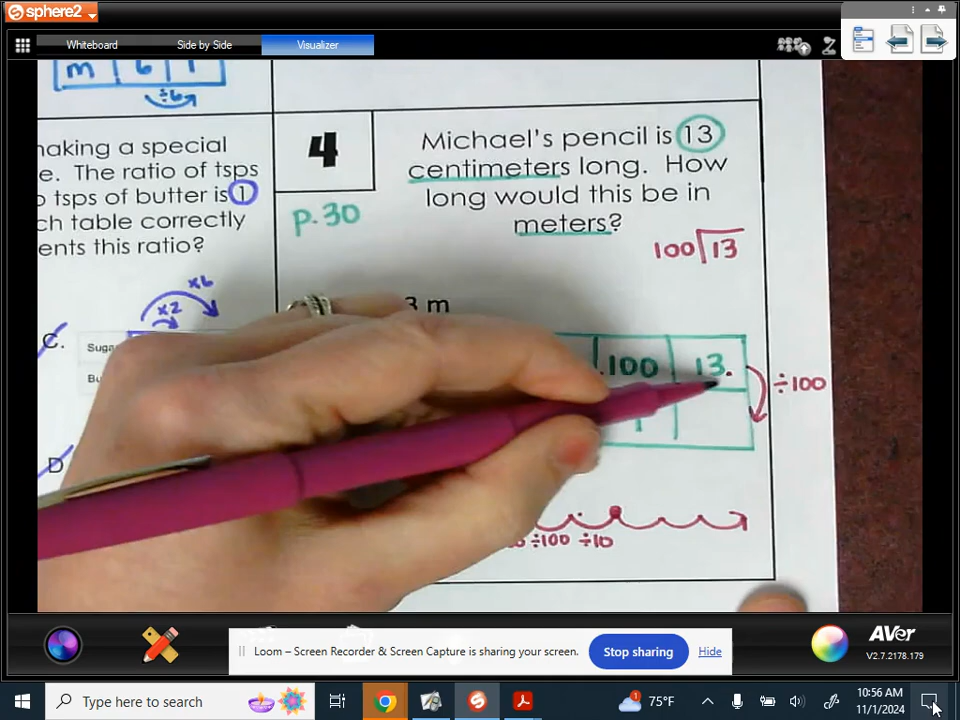 sphere2
Whiteboard
Side by Side
Visualizer
m 6 1
÷6
making a special
e. The ratio of tsps
tsps of butter is 1
ch table correctly
ents this ratio?
x6
x2
C.
Suga
Bu
D
4
p.30
Michael's pencil is 13
centimeters long. How
long would this be in
meters?
100 13
3 m
100 13.
÷100
1
÷100 ÷10
Loom – Screen Recorder & Screen Capture is sharing your screen.
Stop sharing
Hide
AVer
V2.7.2178.179
Type here to search
1
75°F
10:56 AM
11/1/2024